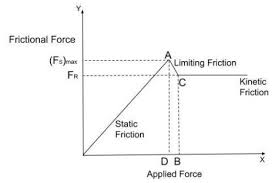 Y
Frictional Force
A
(Fs)max
Limiting Friction
FR
C
Kinetic
Friction
Static
Friction
D B
X
Applied Force